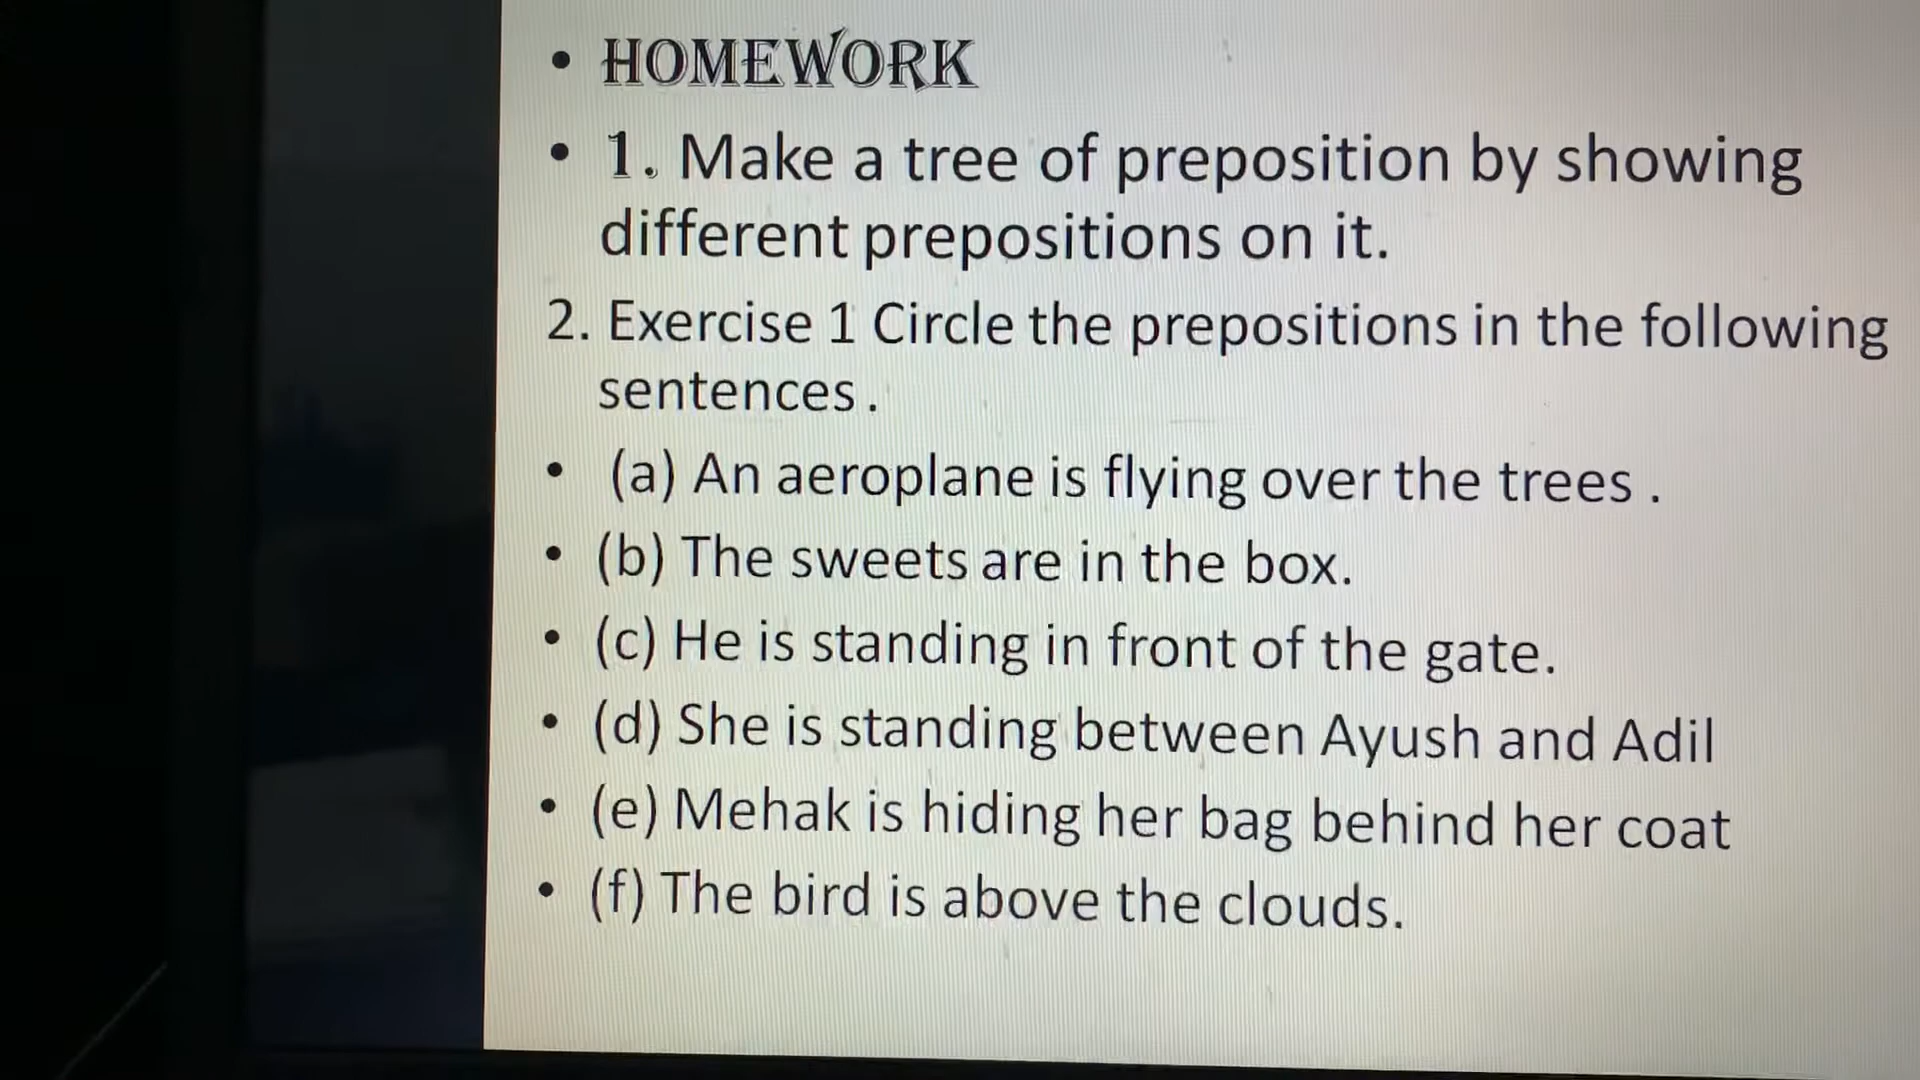 • HOMEWORK
• 1. Make a tree of preposition by showing
different prepositions on it.
2. Exercise 1 Circle the prepositions in the following
sentences .
• (a) An aeroplane is flying over the trees .
• (b) The sweets are in the box.
• (c) He is standing in front of the gate.
• (d) She is standing between Ayush and Adil
• (e) Mehak is hiding her bag behind her coat
• (f) The bird is above the clouds.